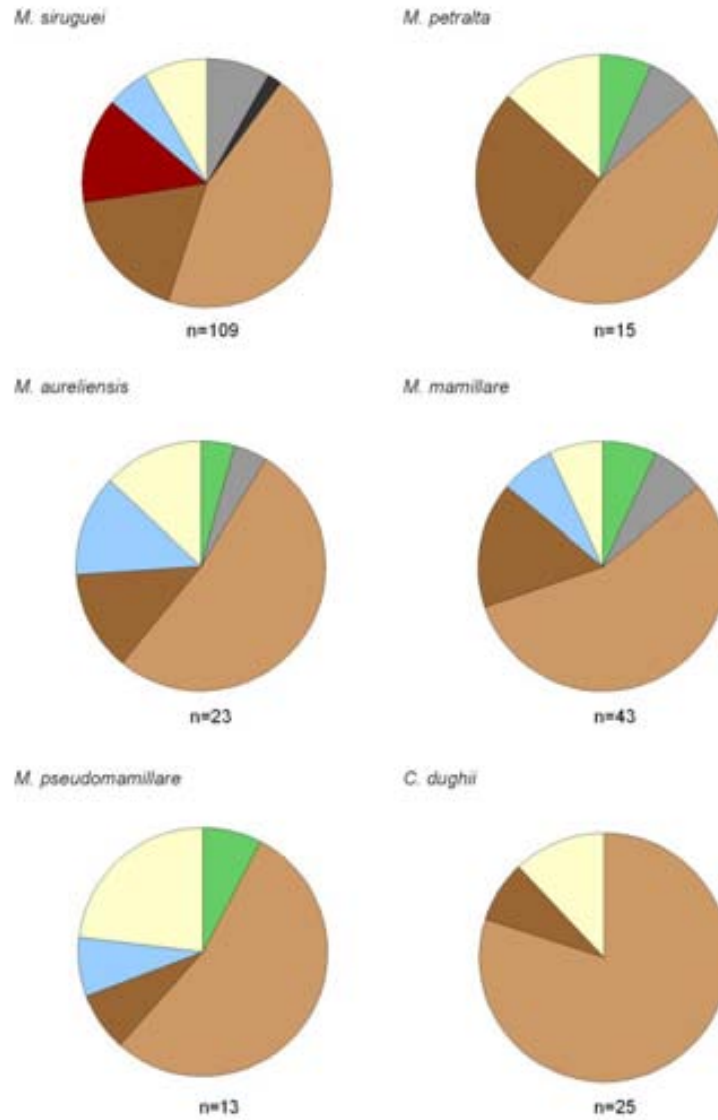 M. siruguei
M. petralta
n=109
n=15
M. aureliensis
M. mamillare
n=23
n=43
M. pseudomamillare
C. dughii
n=13
n=25